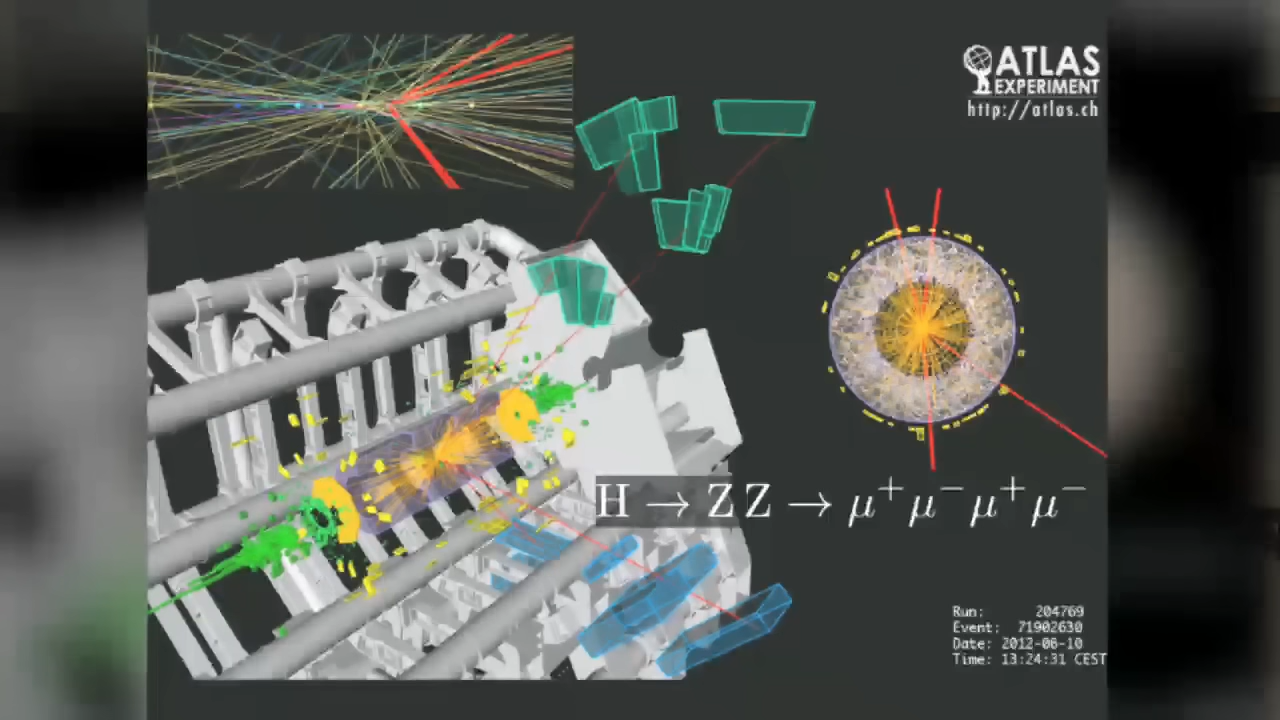 ATLAS
EXPERIMENT
http://atlas.ch
H → Z Z → μ⁺μ⁻μ⁺μ⁻
Run: 204769
Event: 71902630
Date: 2012-06-10
Time: 13:24:31 CEST